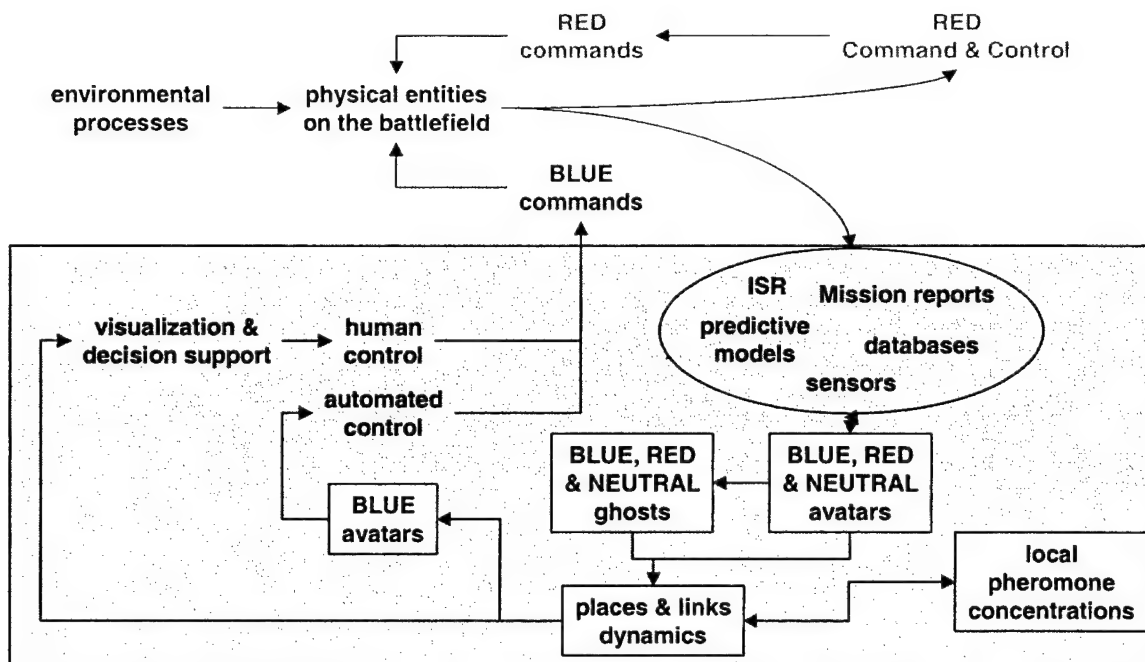 RED
commands
RED
Command & Control
environmental
processes
physical entities
on the battlefield
BLUE
commands
ISR
Mission reports
predictive
models
databases
sensors
visualization &
decision support
human
control
automated
control
BLUE, RED
& NEUTRAL
ghosts
BLUE, RED
& NEUTRAL
avatars
BLUE
avatars
local
pheromone
concentrations
places & links
dynamics